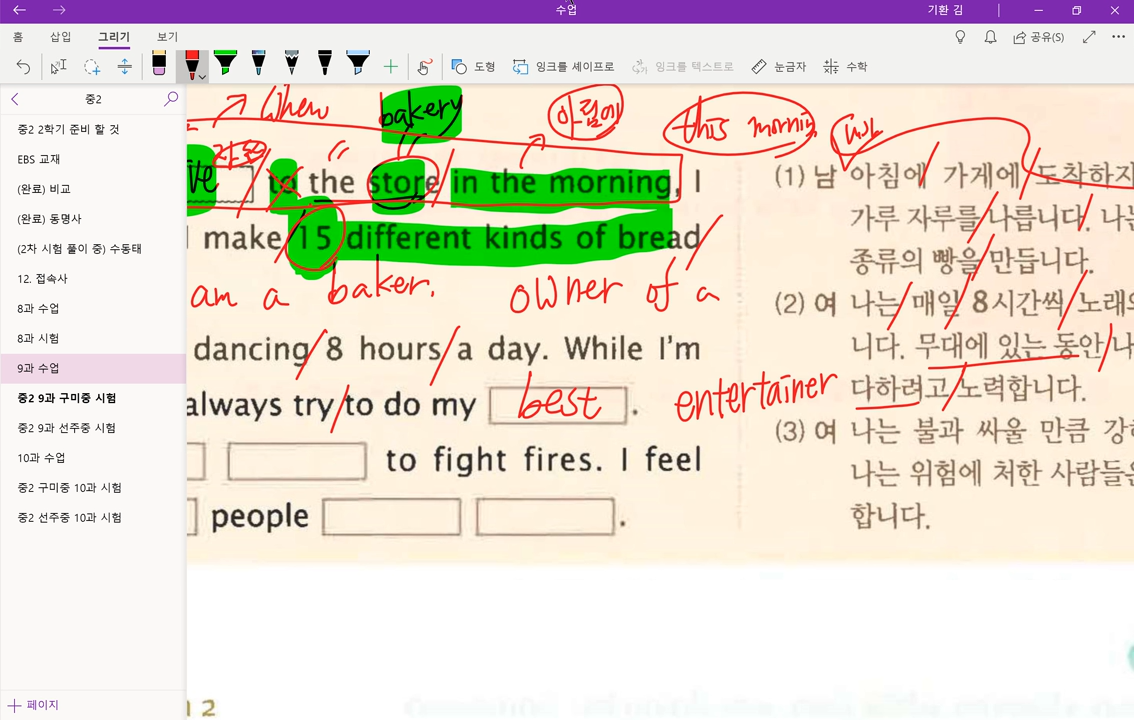 수업
기환 김
홈 삽입 그리기 보기
공유(S)
도형 잉크를 셰이프로 잉크를 텍스트로 눈금자 수학
중2
중2 2학기 준비 할 것
EBS 교재
(완료) 비교
(완료) 동명사
(2차 시험 풀이 중) 수동태
12. 접속사
8과 수업
8과 시험
9과 수업
중2 9과 구미중 시험
중2 9과 선주중 시험
10과 수업
중2 구미중 10과 시험
중2 선주중 10과 시험
페이지
when bakery 아침에 this morning
ve to the store in the morning, I
I make 15 different kinds of bread
am a baker. owner of a
dancing 8 hours a day. While I'm
always try to do my best. entertainer
to fight fires. I feel
people .
(1) 남 아침에 가게에 도착하자
가루 자루를 나릅니다. 나는
종류의 빵을 만듭니다.
(2) 여 나는 매일 8시간씩 노래와
니다. 무대에 있는 동안 나
다하려고 노력합니다.
(3) 여 나는 불과 싸울 만큼 강하
나는 위험에 처한 사람들을
합니다.
2